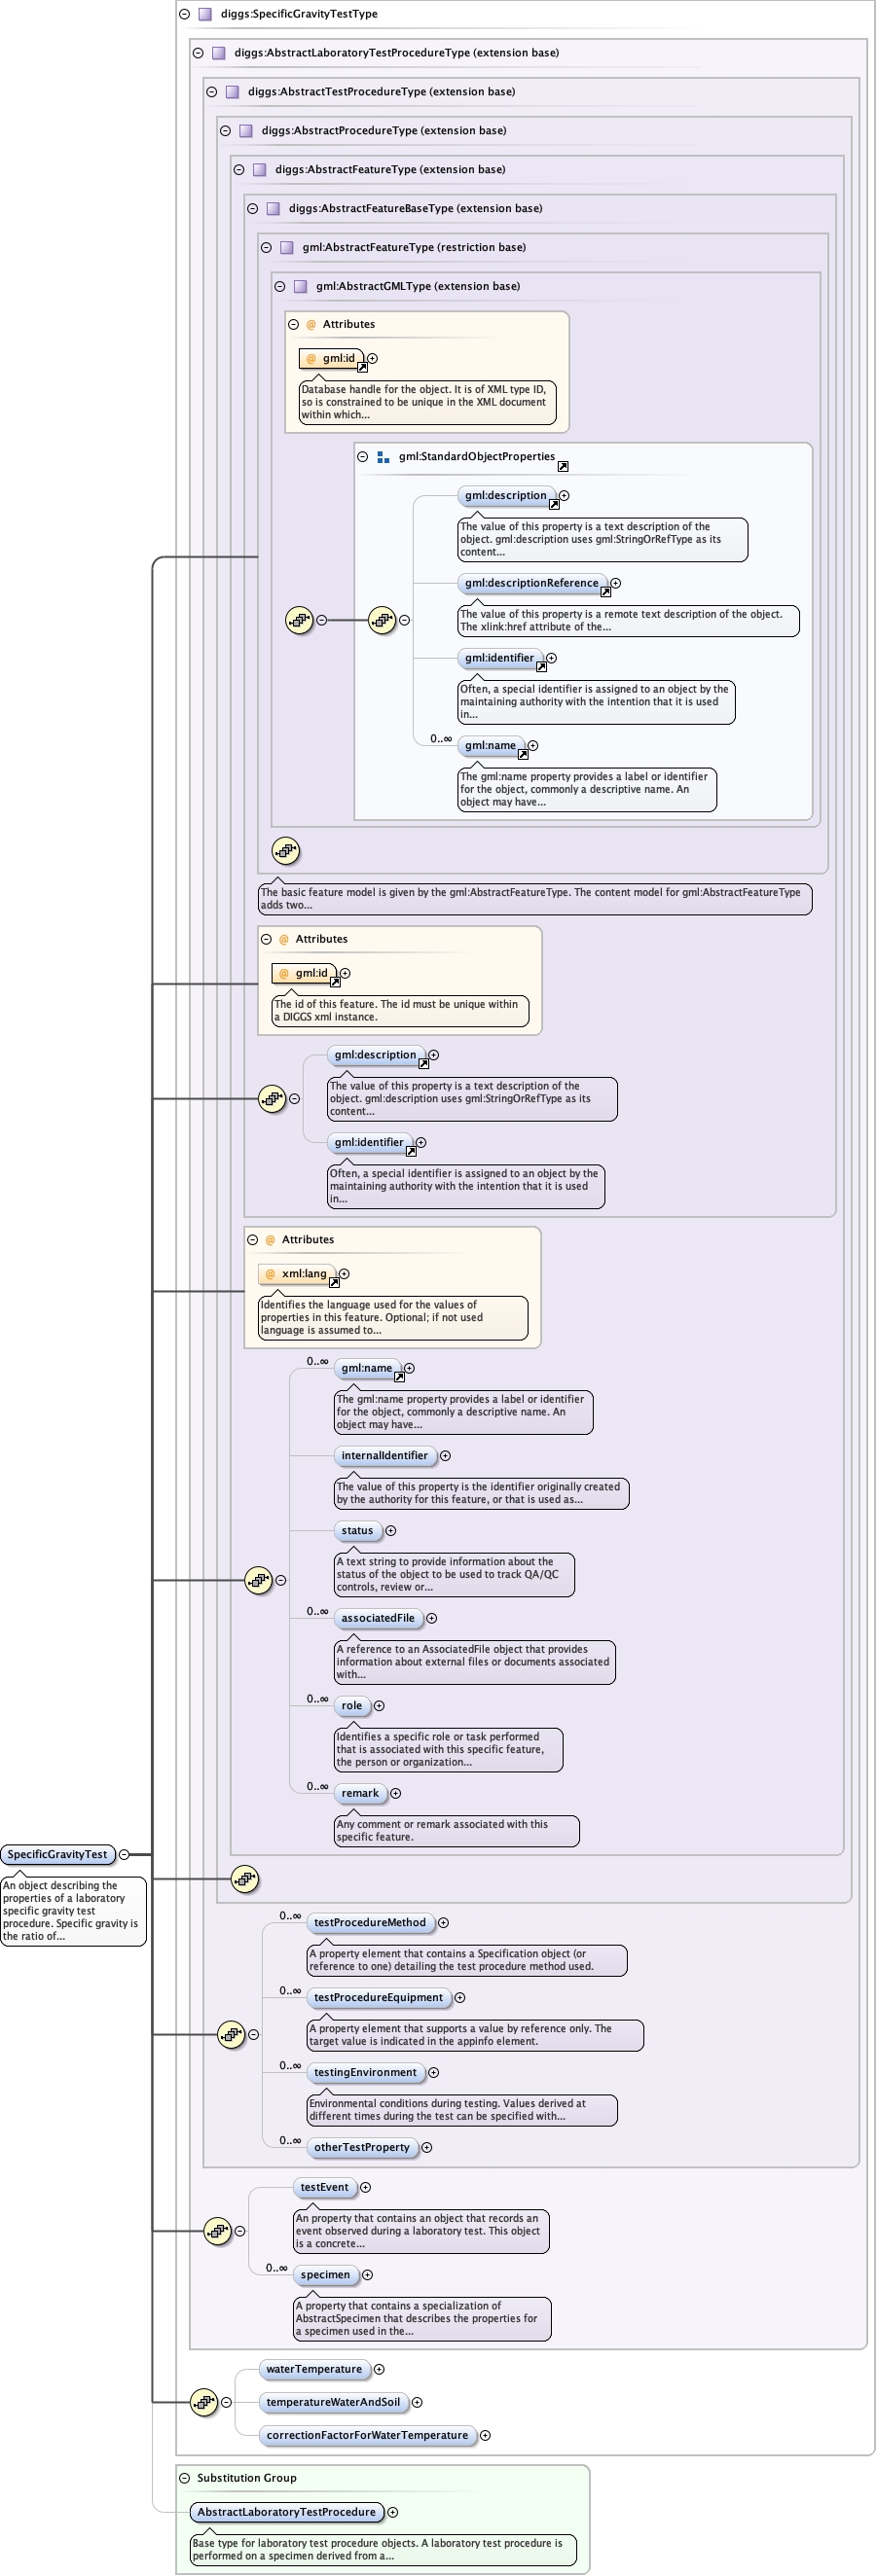 diggs:SpecificGravityTestType
diggs:AbstractLaboratoryTestProcedureType (extension base)
diggs:AbstractTestProcedureType (extension base)
diggs:AbstractProcedureType (extension base)
diggs:AbstractFeatureType (extension base)
diggs:AbstractFeatureBaseType (extension base)
gml:AbstractFeatureType (restriction base)
gml:AbstractGMLType (extension base)
@ Attributes
@ gml:id
Database handle for the object. It is of XML type ID,
so is constrained to be unique in the XML document
within which...
gml:StandardObjectProperties
gml:description
The value of this property is a text description of the
object. gml:description uses gml:StringOrRefType as its
content...
gml:descriptionReference
The value of this property is a remote text description of the object.
The xlink:href attribute of the...
gml:identifier
Often, a special identifier is assigned to an object by the
maintaining authority with the intention that it is used
in...
0..∞
gml:name
The gml:name property provides a label or identifier
for the object, commonly a descriptive name. An
object may have...
The basic feature model is given by the gml:AbstractFeatureType. The content model for gml:AbstractFeatureType
adds two...
@ Attributes
@ gml:id
The id of this feature. The id must be unique within
a DIGGS xml instance.
gml:description
The value of this property is a text description of the
object. gml:description uses gml:StringOrRefType as its
content...
gml:identifier
Often, a special identifier is assigned to an object by the
maintaining authority with the intention that it is used
in...
@ Attributes
@ xml:lang
Identifies the language used for the values of
properties in this feature. Optional; if not used
language is assumed to...
0..∞
gml:name
The gml:name property provides a label or identifier
for the object, commonly a descriptive name. An
object may have...
internalIdentifier
The value of this property is the identifier originally created
by the authority for this feature, or that is used as...
status
A text string to provide information about the
status of the object to be used to track QA/QC
controls, review or...
0..∞
associatedFile
A reference to an AssociatedFile object that provides
information about external files or documents associated
with...
0..∞
role
Identifies a specific role or task performed
that is associated with this specific feature,
the person or organization...
0..∞
remark
Any comment or remark associated with this
specific feature.
SpecificGravityTest
An object describing the
properties of a laboratory
specific gravity test
procedure. Specific gravity is
the ratio of...
0..∞
testProcedureMethod
A property element that contains a Specification object (or
reference to one) detailing the test procedure method used.
0..∞
testProcedureEquipment
A property element that supports a value by reference only. The
target value is indicated in the appinfo element.
0..∞
testingEnvironment
Environmental conditions during testing. Values derived at
different times during the test can be specified with...
0..∞
otherTestProperty
testEvent
An property that contains an object that records an
event observed during a laboratory test. This object
is a concrete...
0..∞
specimen
A property that contains a specialization of
AbstractSpecimen that describes the properties for
a specimen used in the...
waterTemperature
temperatureWaterAndSoil
correctionFactorForWaterTemperature
Substitution Group
AbstractLaboratoryTestProcedure
Base type for laboratory test procedure objects. A laboratory test procedure is
performed on a specimen derived from a...